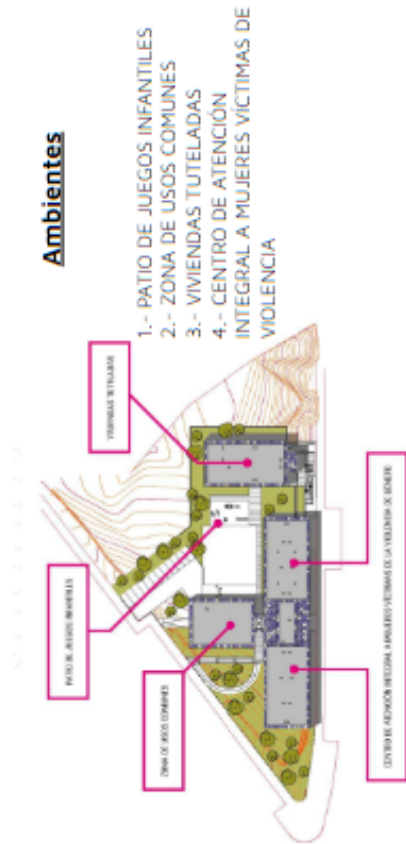 Ambientes
1.- PATIO DE JUEGOS INFANTILES
2.- ZONA DE USOS COMUNES
3.- VIVIENDAS TUTELADAS
4.- CENTRO DE ATENCIÓN
INTEGRAL A MUJERES VÍCTIMAS DE
VIOLENCIA
VIVIENDAS TUTELADAS
PATIO DE JUEGOS INFANTILES
ZONA DE USOS COMUNES
CENTRO DE ATENCIÓN INTEGRAL A MUJERES VÍCTIMAS DE LA VIOLENCIA DE GÉNERO